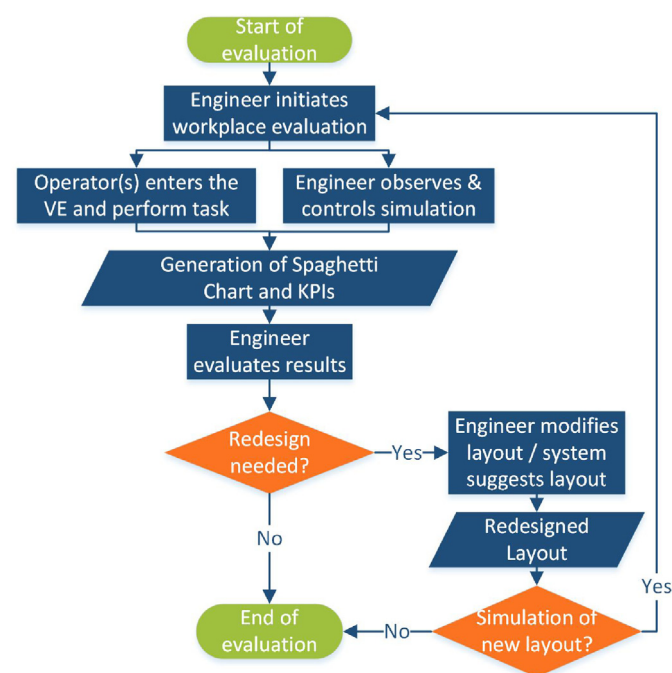 Start of
evaluation
Engineer initiates
workplace evaluation
Operator(s) enters the
VE and perform task
Engineer observes &
controls simulation
Generation of Spaghetti
Chart and KPIs
Engineer
evaluates results
Redesign
needed?
Yes
Engineer modifies
layout / system
suggests layout
Redesigned
Layout
No
Simulation of
new layout?
Yes
No
End of
evaluation